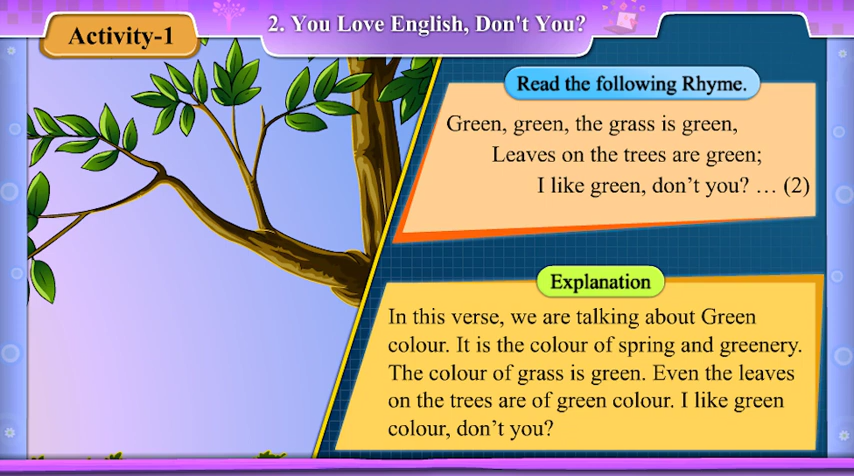 2. You Love English, Don't You?
Activity-1
Read the following Rhyme.
Green, green, the grass is green,
Leaves on the trees are green;
I like green, don’t you? … (2)
Explanation
In this verse, we are talking about Green
colour. It is the colour of spring and greenery.
The colour of grass is green. Even the leaves
on the trees are of green colour. I like green
colour, don’t you?